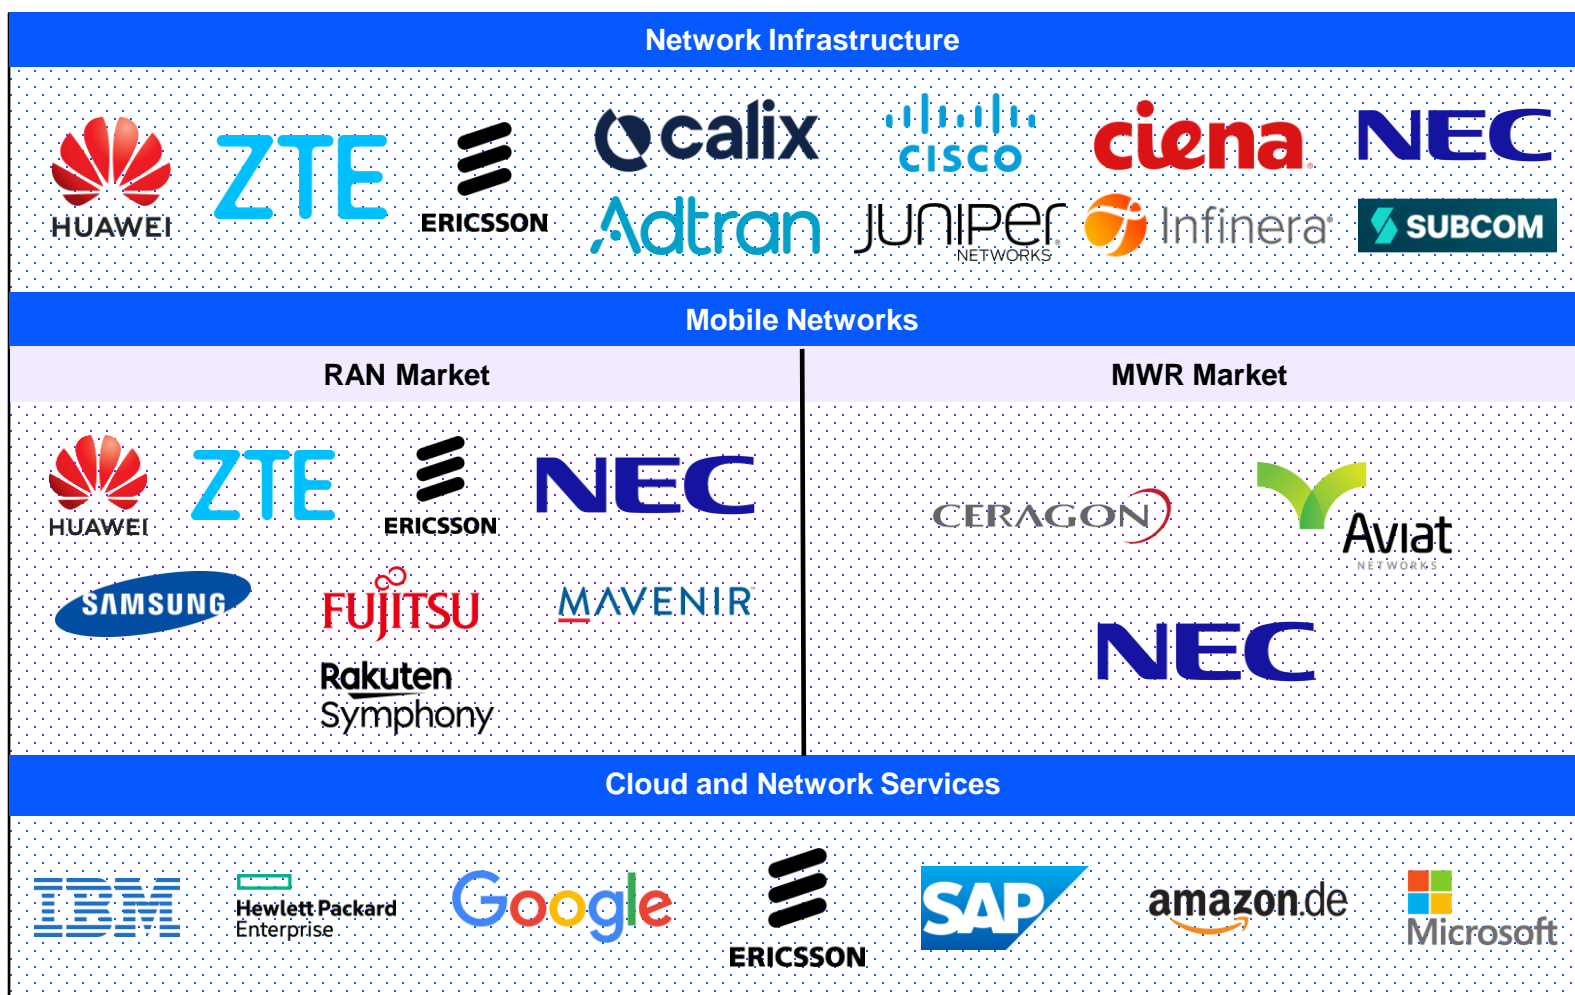 Network Infrastructure
HUAWEI
ZTE
ERICSSON
calix
CISCO
ciena
NEC
Adtran
JUNIPER
NETWORKS
Infinera
SUBCOM
Mobile Networks
RAN Market
MWR Market
HUAWEI
ZTE
ERICSSON
NEC
SAMSUNG
FUJITSU
MAVENIR
Rakuten
Symphony
CERAGON
AVIAT
NETWORKS
NEC
Cloud and Network Services
IBM
Hewlett Packard
Enterprise
Google
ERICSSON
SAP
amazon.de
Microsoft